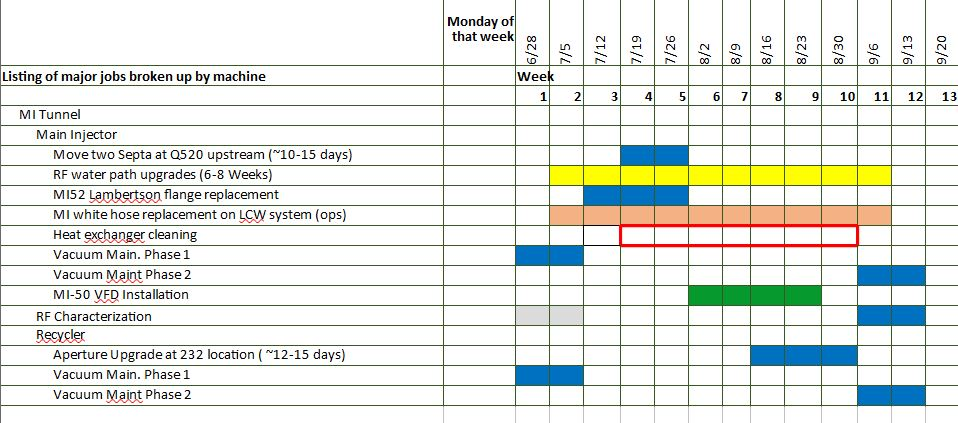 Monday of
that week
6/28 7/5 7/12 7/19 7/26 8/2 8/9 8/16 8/23 8/30 9/6 9/13 9/20
Listing of major jobs broken up by machine Week
1 2 3 4 5 6 7 8 9 10 11 12 13
MI Tunnel
Main Injector
Move two Septa at Q520 upstream (~10-15 days)
RF water path upgrades (6-8 Weeks)
MI52 Lambertson flange replacement
MI white hose replacement on LCW system (ops)
Heat exchanger cleaning
Vacuum Main. Phase 1
Vacuum Maint Phase 2
MI-50 VFD Installation
RF Characterization
Recycler
Aperture Upgrade at 232 location ( ~12-15 days)
Vacuum Main. Phase 1
Vacuum Maint Phase 2